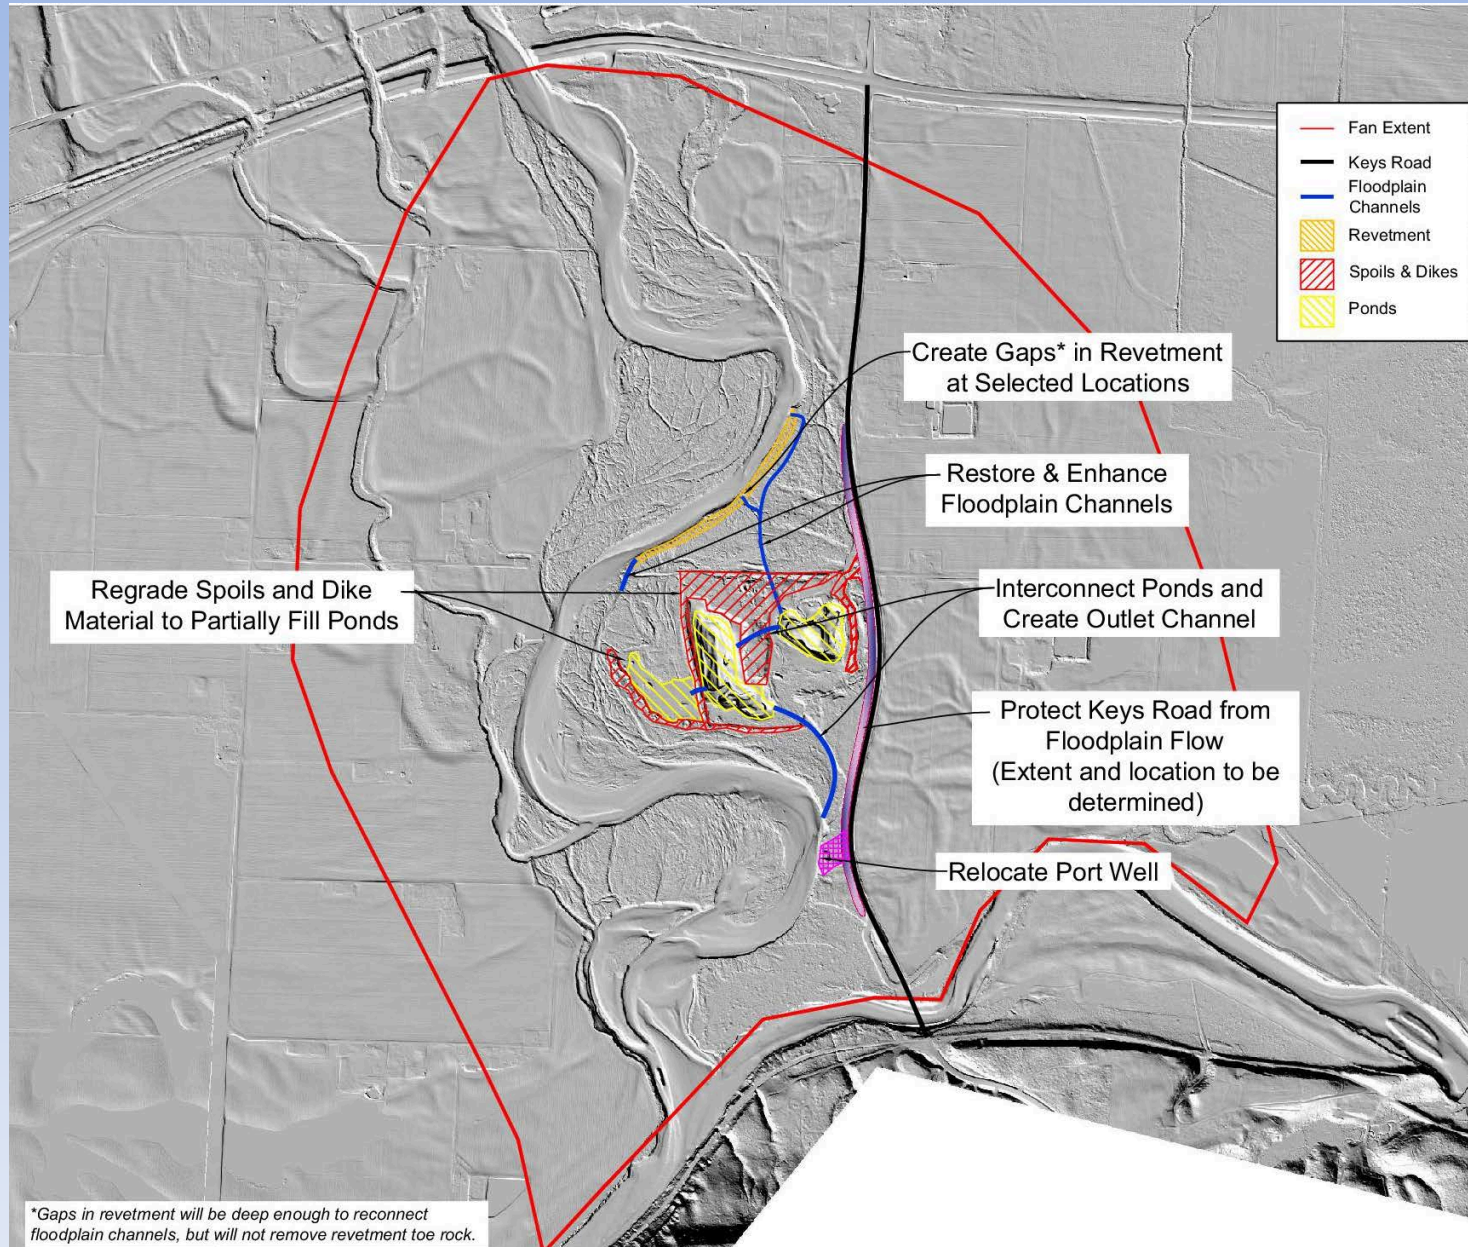 Fan Extent
Keys Road
Floodplain
Channels
Revetment
Spoils & Dikes
Ponds
Create Gaps* in Revetment
at Selected Locations
Restore & Enhance
Floodplain Channels
Regrade Spoils and Dike
Material to Partially Fill Ponds
Interconnect Ponds and
Create Outlet Channel
Protect Keys Road from
Floodplain Flow
(Extent and location to be
determined)
Relocate Port Well
*Gaps in revetment will be deep enough to reconnect
floodplain channels, but will not remove revetment toe rock.